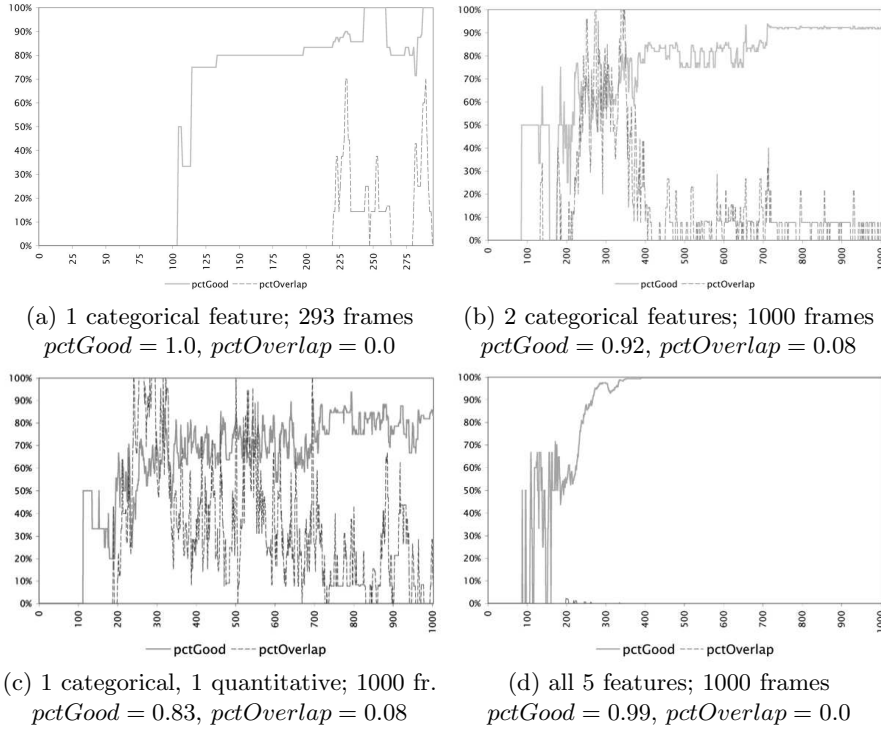 100%
90%
80%
70%
60%
50%
40%
30%
20%
10%
0%
0 25 50 75 100 125 150 175 200 225 250 275
pctGood pctOverlap
(a) 1 categorical feature; 293 frames
pctGood = 1.0, pctOverlap = 0.0
100%
90%
80%
70%
60%
50%
40%
30%
20%
10%
0%
0 100 200 300 400 500 600 700 800 900 1000
pctGood pctOverlap
(b) 2 categorical features; 1000 frames
pctGood = 0.92, pctOverlap = 0.08
100%
90%
80%
70%
60%
50%
40%
30%
20%
10%
0%
0 100 200 300 400 500 600 700 800 900 1000
pctGood pctOverlap
(c) 1 categorical, 1 quantitative; 1000 fr.
pctGood = 0.83, pctOverlap = 0.08
100%
90%
80%
70%
60%
50%
40%
30%
20%
10%
0%
0 100 200 300 400 500 600 700 800 900 1000
pctGood pctOverlap
(d) all 5 features; 1000 frames
pctGood = 0.99, pctOverlap = 0.0